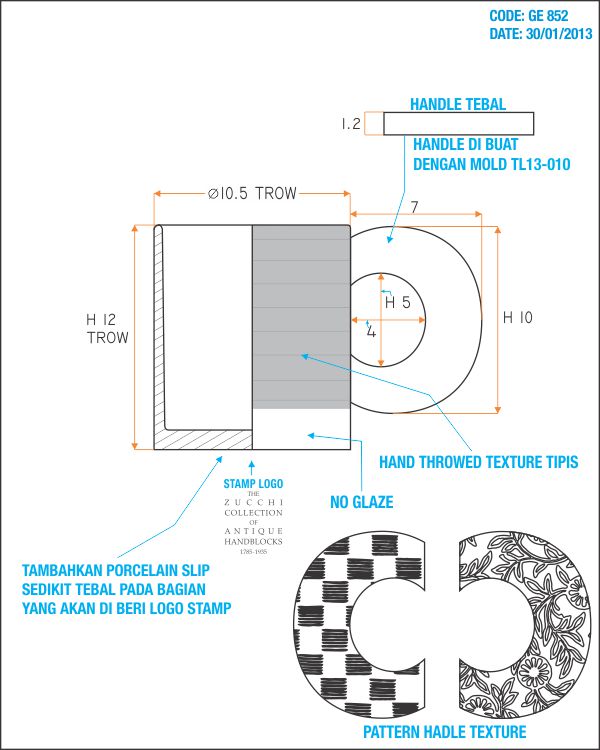 CODE: GE 852
DATE: 30/01/2013
HANDLE TEBAL
1.2
HANDLE DI BUAT
DENGAN MOLD TL13-010
Ø10.5 TROW
7
H 12
TROW
H 5
4
H 10
HAND THROWED TEXTURE TIPIS
STAMP LOGO
THE
ZUCCHI
COLLECTION
OF
ANTIQUE
HANDBLOCKS
1785-1935
NO GLAZE
TAMBAHKAN PORCELAIN SLIP
SEDIKIT TEBAL PADA BAGIAN
YANG AKAN DI BERI LOGO STAMP
PATTERN HADLE TEXTURE